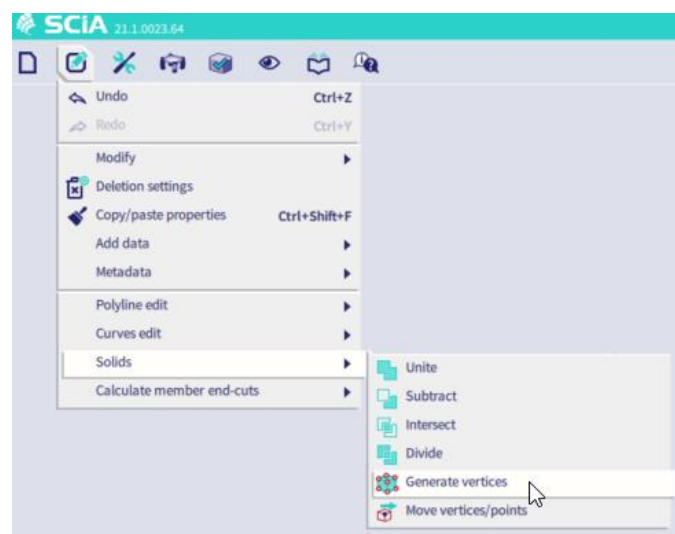 SCiA 21.1.0023.64
Undo Ctrl+Z
Redo Ctrl+Y
Modify
Deletion settings
Copy/paste properties Ctrl+Shift+F
Add data
Metadata
Polyline edit
Curves edit
Solids
Calculate member end-cuts
Unite
Subtract
Intersect
Divide
Generate vertices
Move vertices/points